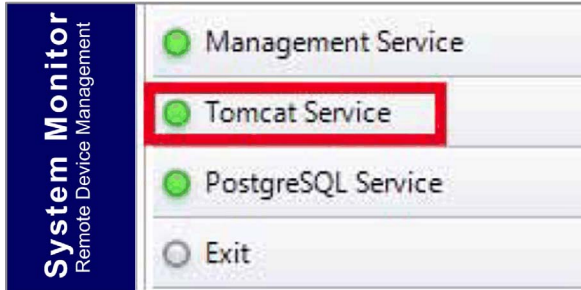 System Monitor
Remote Device Management
Management Service
Tomcat Service
PostgreSQL Service
Exit